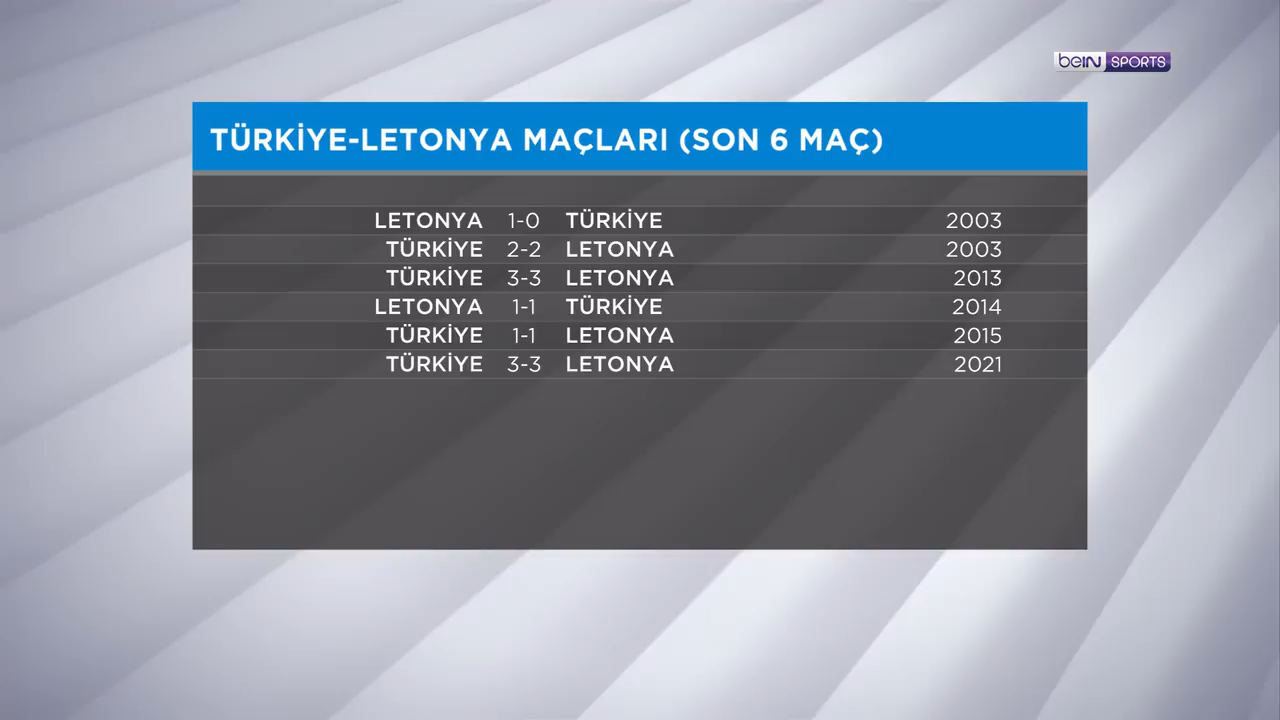 beIN SPORTS
TÜRKİYE-LETONYA MAÇLARI (SON 6 MAÇ)
LETONYA 1-0 TÜRKİYE 2003
TÜRKİYE 2-2 LETONYA 2003
TÜRKİYE 3-3 LETONYA 2013
LETONYA 1-1 TÜRKİYE 2014
TÜRKİYE 1-1 LETONYA 2015
TÜRKİYE 3-3 LETONYA 2021